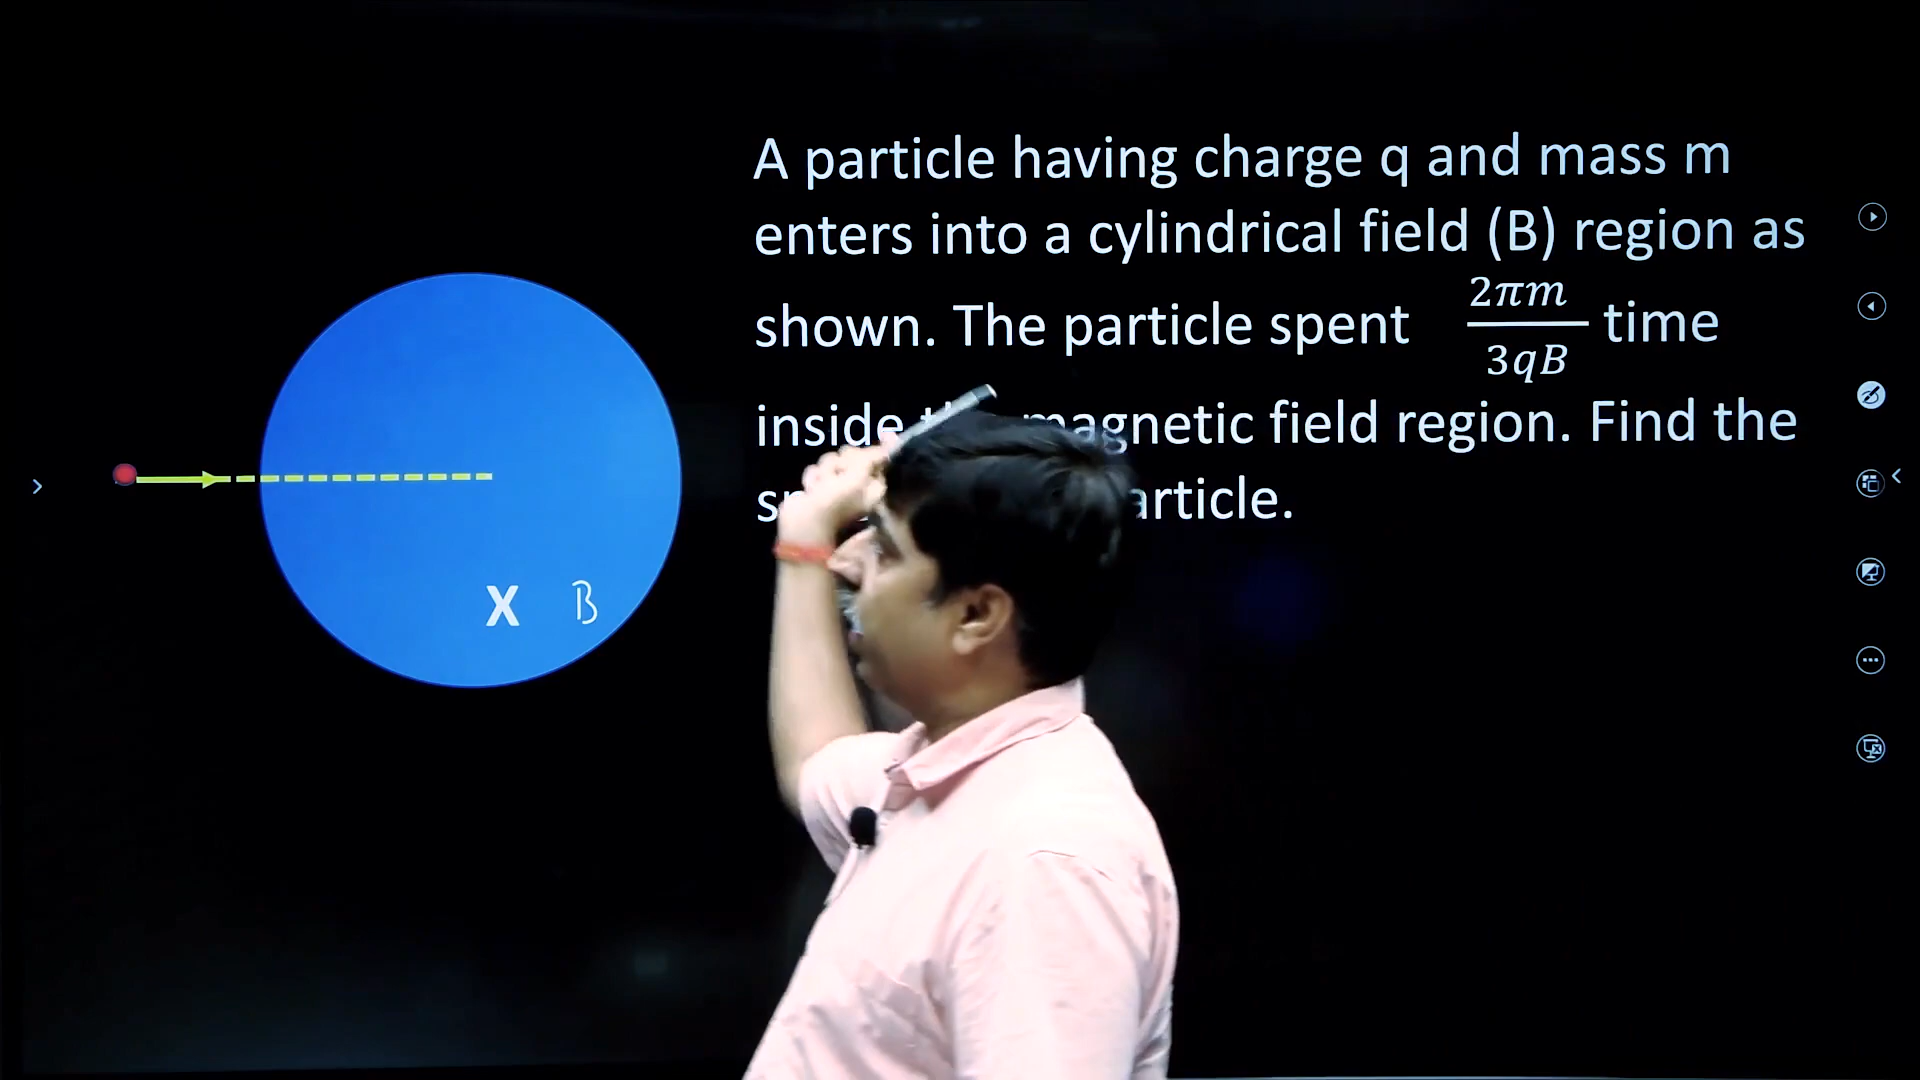 A particle having charge q and mass m
enters into a cylindrical field (B) region as
shown. The particle spent \frac{2πm}{3qB} time
inside magnetic field region. Find the
X B